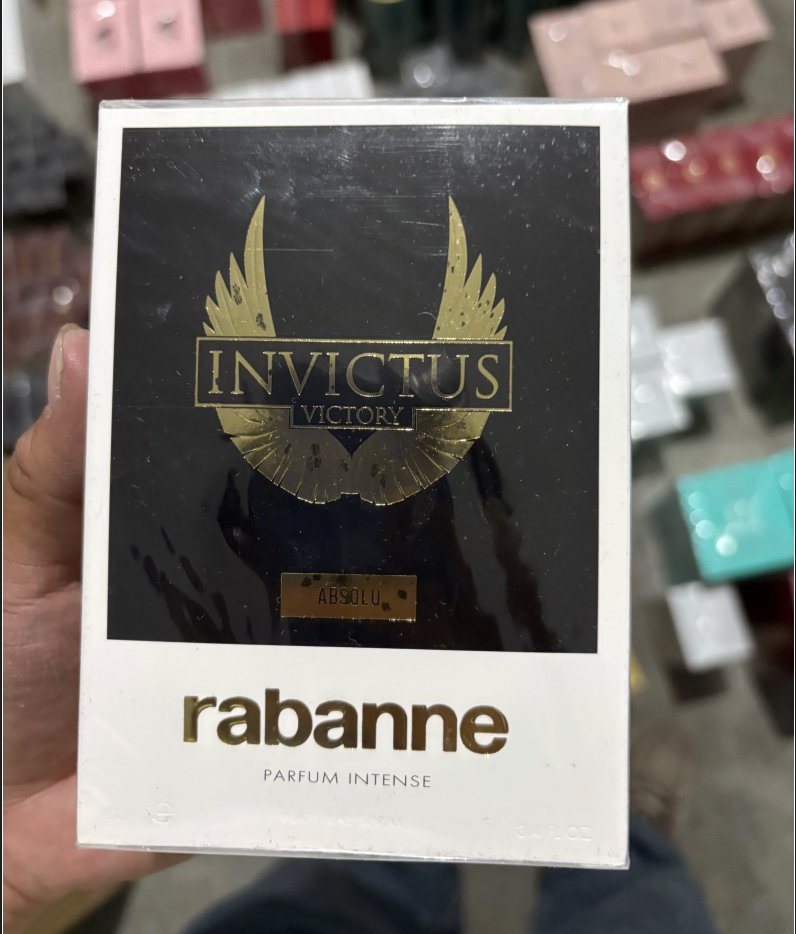 INVICTUS
VICTORY
ABSOLU
rabanne
PARFUM INTENSE